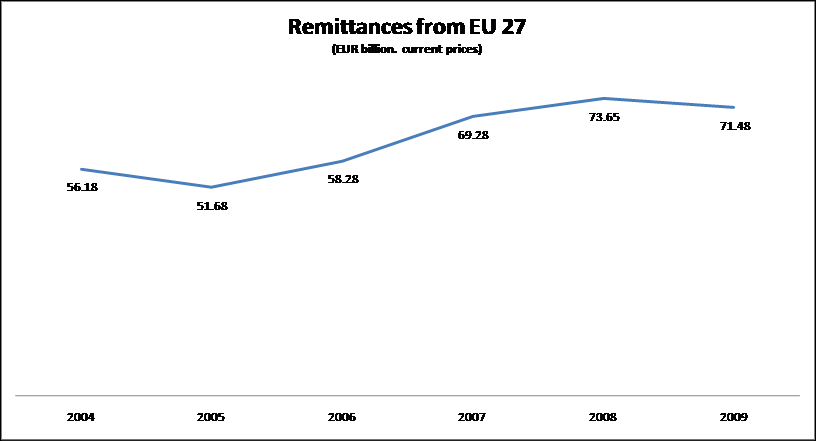 Remittances from EU 27
(EUR billion. current prices)
56.18
51.68
58.28
69.28
73.65
71.48
2004 2005 2006 2007 2008 2009